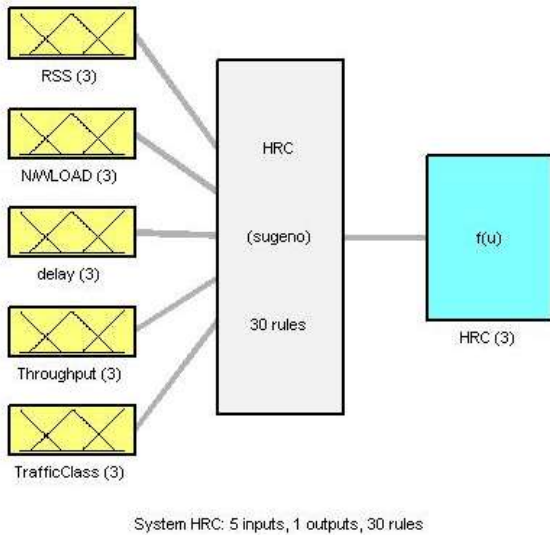 RSS (3)
NWLOAD (3)
delay (3)
Throughput (3)
TrafficClass (3)
HRC
(sugeno)
30 rules
f(u)
HRC (3)
System HRC: 5 inputs, 1 outputs, 30 rules